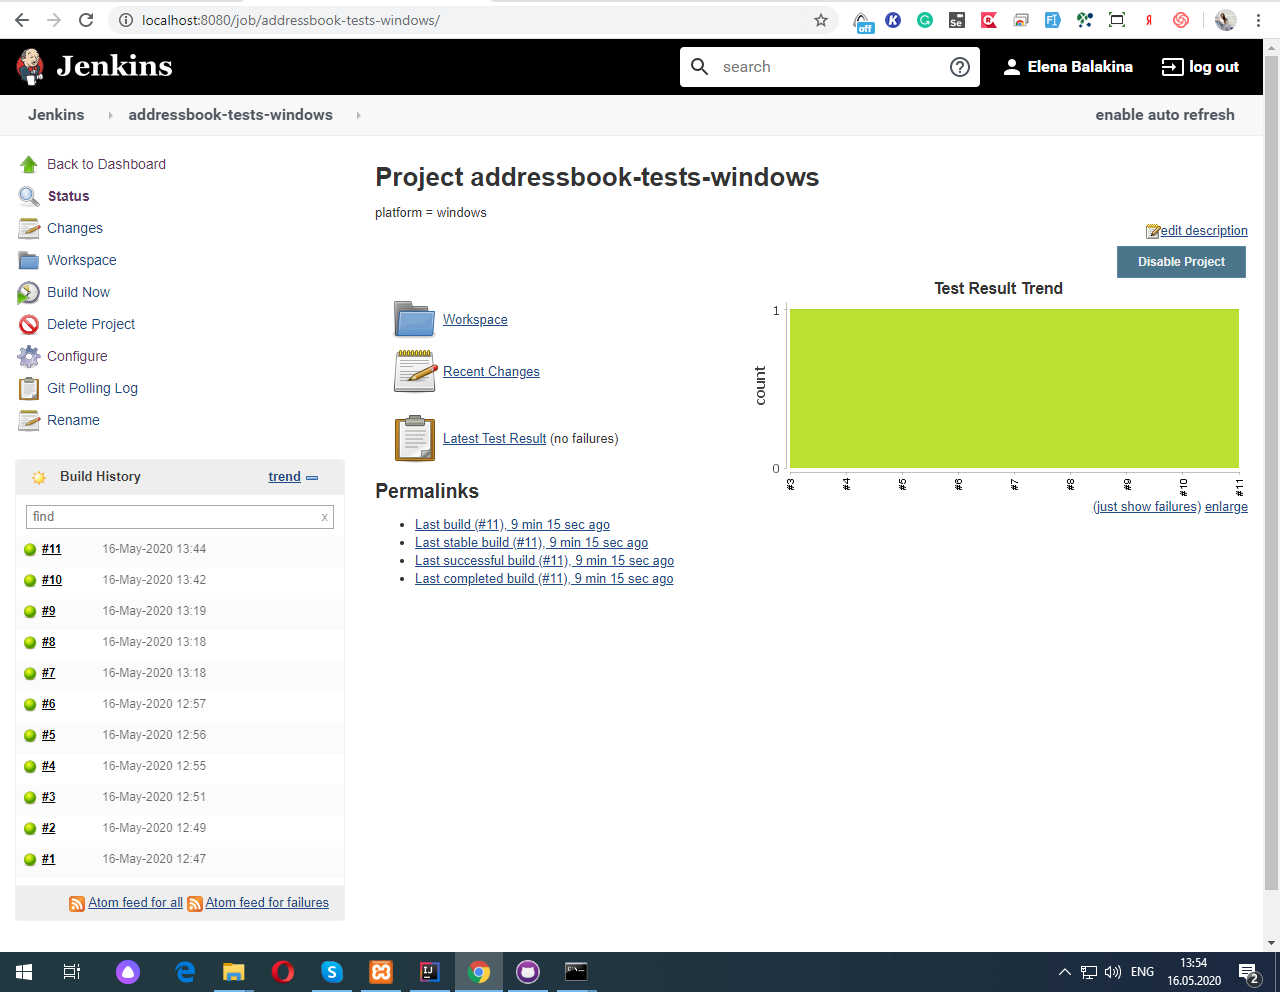 localhost:8080/job/addressbook-tests-windows/
off
Se
Jenkins
search
Elena Balakina
log out
Jenkins
addressbook-tests-windows
enable auto refresh
Back to Dashboard
Status
Changes
Workspace
Build Now
Delete Project
Configure
Git Polling Log
Rename
Project addressbook-tests-windows
platform = windows
edit description
Disable Project
Workspace
Recent Changes
Latest Test Result (no failures)
Test Result Trend
count
1
0
#3 #4 #5 #6 #7 #8 #9 #10 #11
(just show failures) enlarge
Permalinks
Last build (#11), 9 min 15 sec ago
Last stable build (#11), 9 min 15 sec ago
Last successful build (#11), 9 min 15 sec ago
Last completed build (#11), 9 min 15 sec ago
Build History
trend
find
x
#11 16-May-2020 13:44
#10 16-May-2020 13:42
#9 16-May-2020 13:19
#8 16-May-2020 13:18
#7 16-May-2020 13:18
#6 16-May-2020 12:57
#5 16-May-2020 12:56
#4 16-May-2020 12:55
#3 16-May-2020 12:51
#2 16-May-2020 12:49
#1 16-May-2020 12:47
Atom feed for all Atom feed for failures
ENG
13:54
16.05.2020
2